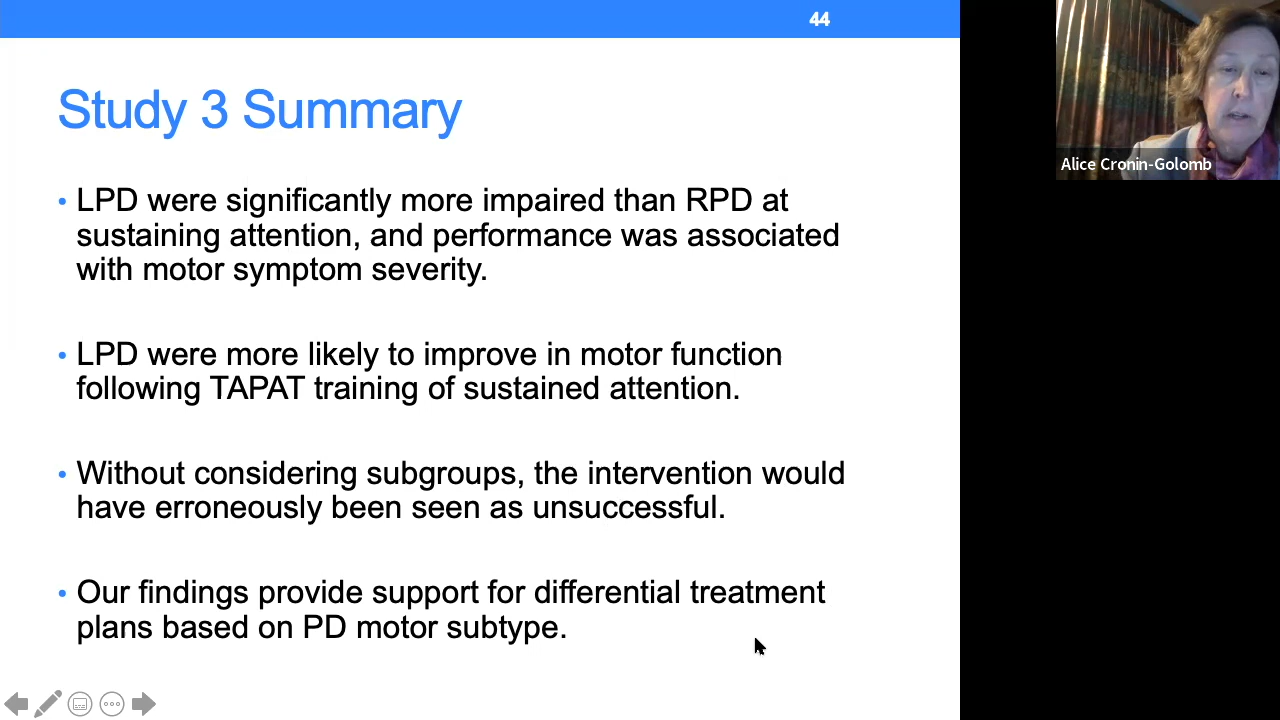 44
Study 3 Summary
• LPD were significantly more impaired than RPD at
sustaining attention, and performance was associated
with motor symptom severity.
• LPD were more likely to improve in motor function
following TAPAT training of sustained attention.
• Without considering subgroups, the intervention would
have erroneously been seen as unsuccessful.
• Our findings provide support for differential treatment
plans based on PD motor subtype.
Alice Cronin-Golomb